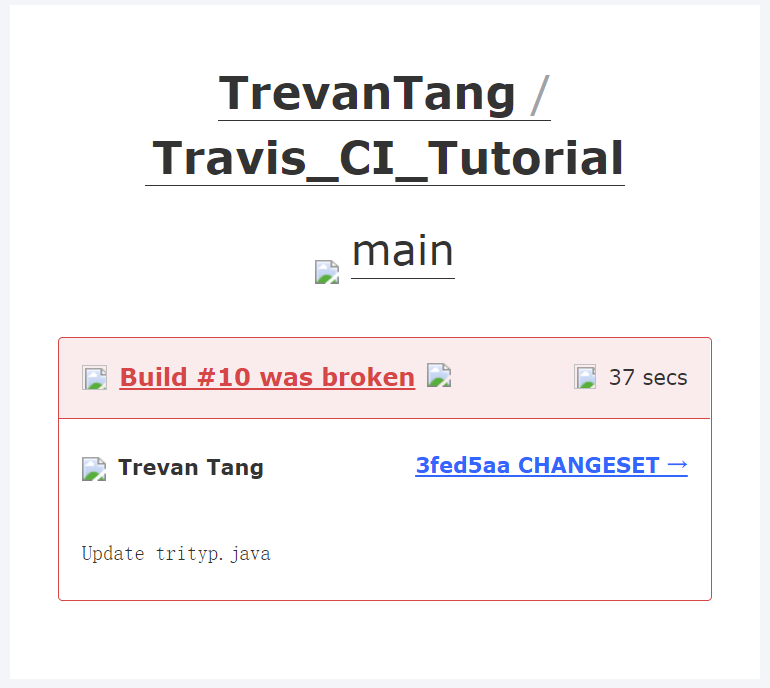 TrevanTang /
Travis_CI_Tutorial
main
Build #10 was broken
37 secs
Trevan Tang
3fed5aa CHANGESET →
Update trityp.java